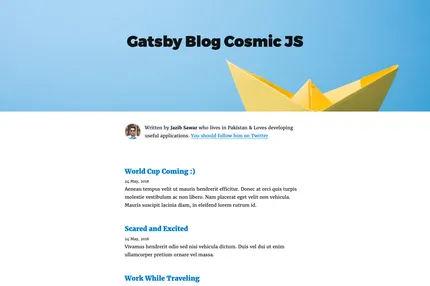 Gatsby Blog Cosmic JS
Written by Jazib Sawar who lives in Pakistan & Loves developing
useful applications. You should follow him on Twitter
World Cup Coming :)
24 May, 2018
Aenean tempus velit ut mauris hendrerit efficitur. Donec at orci quis turpis
molestie vestibulum ac non libero. Nam placerat eget velit non vehicula.
Mauris suscipit lacinia diam, in eleifend lorem rutrum id.
Scared and Excited
24 May, 2018
Vivamus hendrerit odio sed nisi vehicula dictum. Duis vel dui ut enim
ullamcorper pretium ornare vel massa.
Work While Traveling